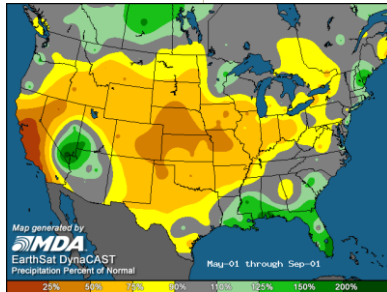 Map generated by
MDA
EarthSat DynaCAST
Precipitation Percent of Normal
May-01 through Sep-01
25% 50% 90% 110% 125% 150% 200%